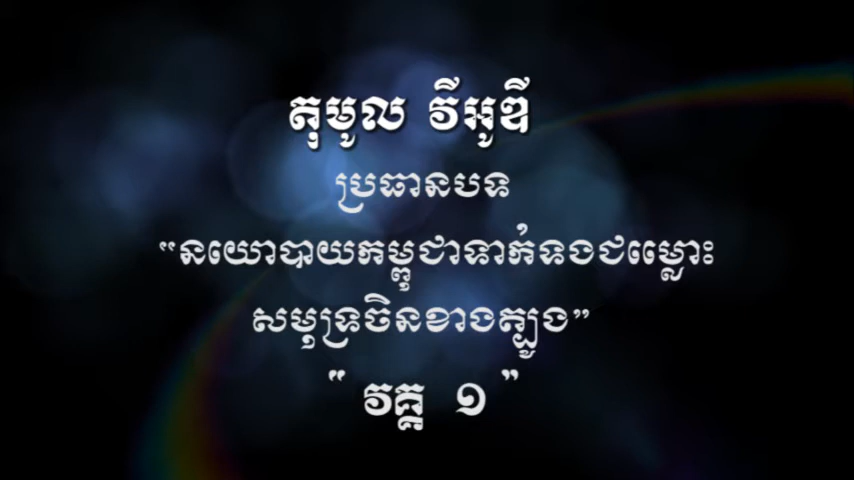 តុមូល វីអូឌី
ប្រធានបទ
“នយោបាយកម្ពុជាទាក់ទងជម្លោះ
សមុទ្រចិនខាងត្បូង”
“ វគ្គ ១ ”